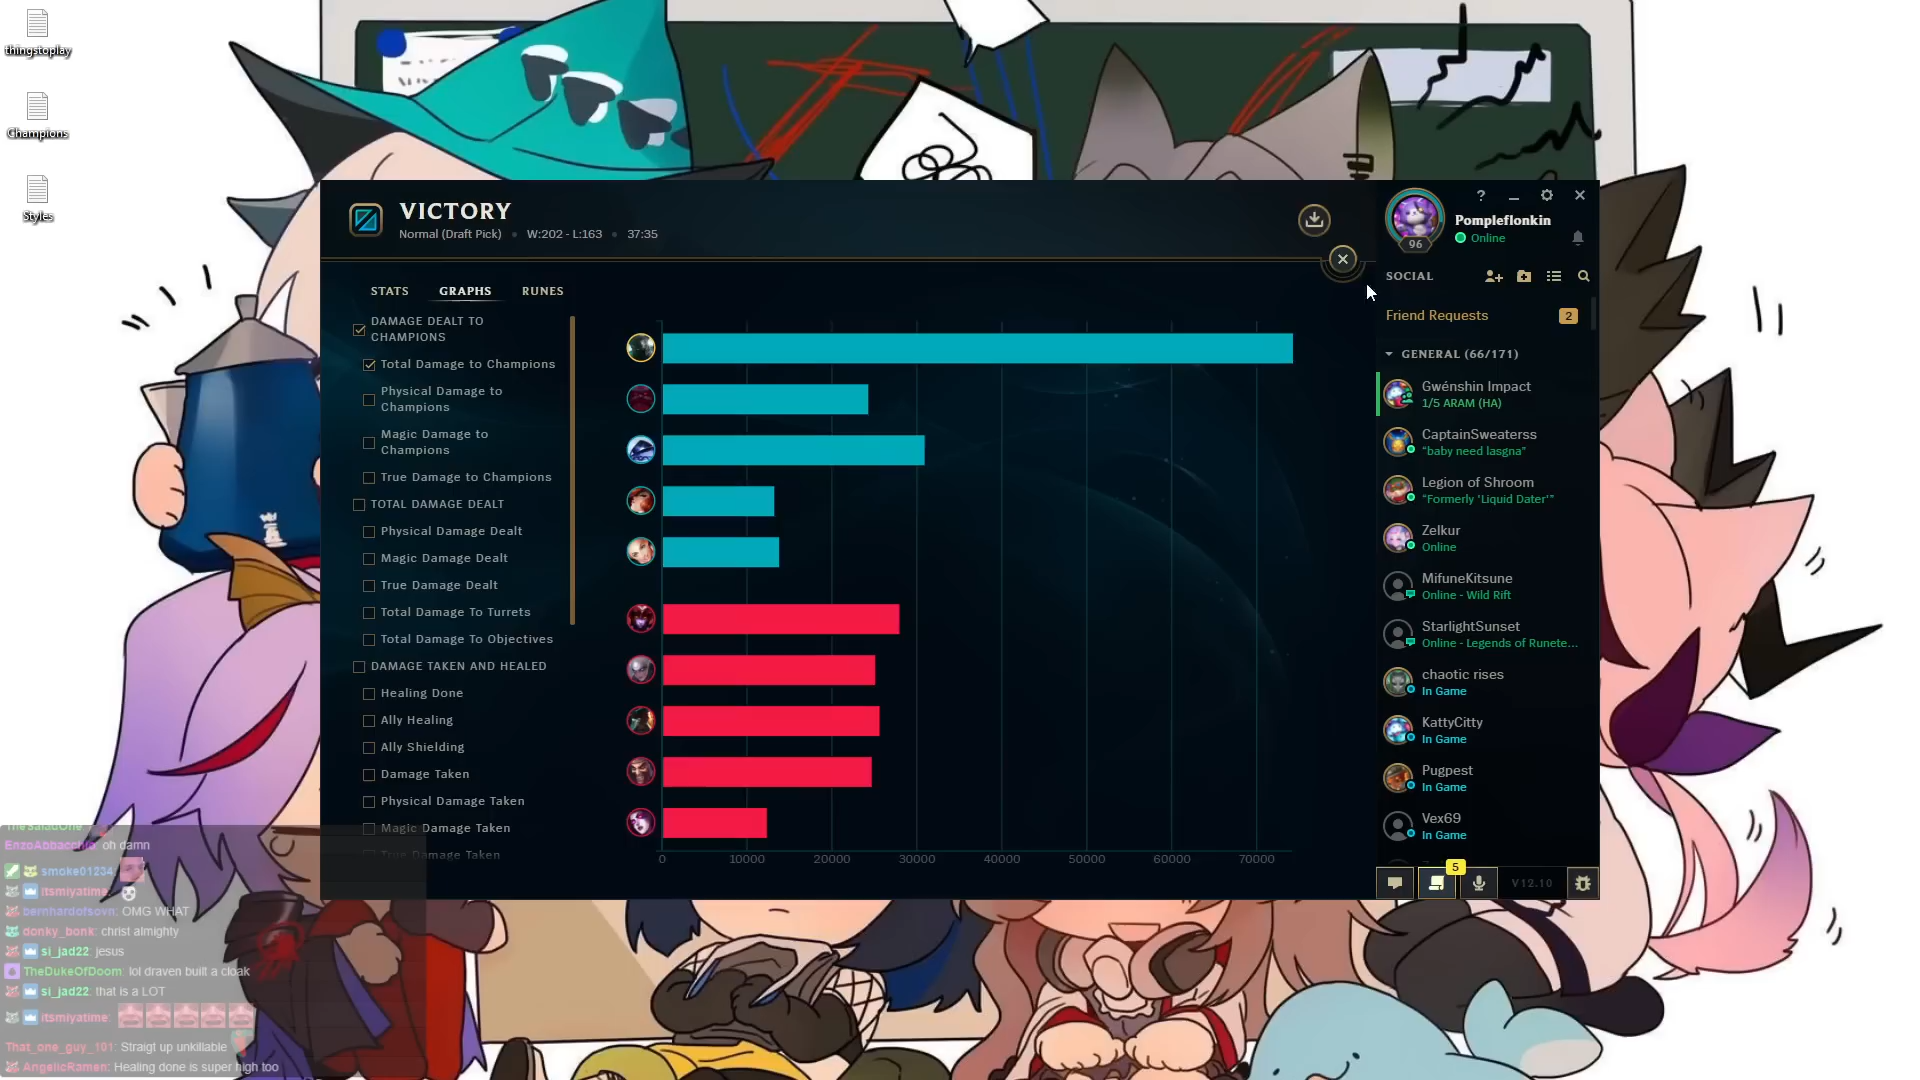 thingstoplay
Champions
Styles
VICTORY
Normal (Draft Pick) • W:202 - L:163 • 37:35
STATS
GRAPHS
RUNES
DAMAGE DEALT TO
CHAMPIONS
Total Damage to Champions
Physical Damage to
Champions
Magic Damage to
Champions
True Damage to Champions
TOTAL DAMAGE DEALT
Physical Damage Dealt
Magic Damage Dealt
True Damage Dealt
Total Damage To Turrets
Total Damage To Objectives
DAMAGE TAKEN AND HEALED
Healing Done
Ally Healing
Ally Shielding
Damage Taken
Physical Damage Taken
Magic Damage Taken
True Damage Taken
0
10000
20000
30000
40000
50000
60000
70000
?
96
Pompleflonkin
Online
SOCIAL
Friend Requests
2
GENERAL (66/171)
Gwénshin Impact
1/5 ARAM (HA)
CaptainSweaterss
"baby need lasgna"
Legion of Shroom
"Formerly 'Liquid Dater'"
Zelkur
Online
MifuneKitsune
Online - Wild Rift
StarlightSunset
Online - Legends of Runete...
chaotic rises
In Game
KattyCitty
In Game
Pugpest
In Game
Vex69
In Game
5
V12.10
TheSaladOne
EnzoAbbacchio: oh damn
smoke01234:
itsmiyatime:
bernhardofsovn: OMG WHAT
donky_bonk: christ almighty
si_jad22: jesus
TheDukeOfDoom: lol draven built a cloak
si_jad22: that is a LOT
itsmiyatime:
That_one_guy_101: Straigt up unkillable
AngelicRamen: Healing done is super high too